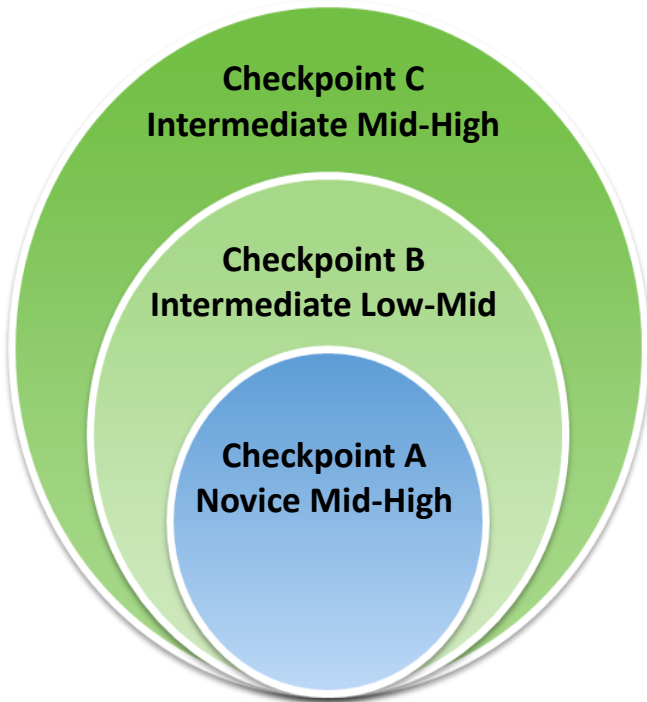 Checkpoint C
Intermediate Mid-High
Checkpoint B
Intermediate Low-Mid
Checkpoint A
Novice Mid-High